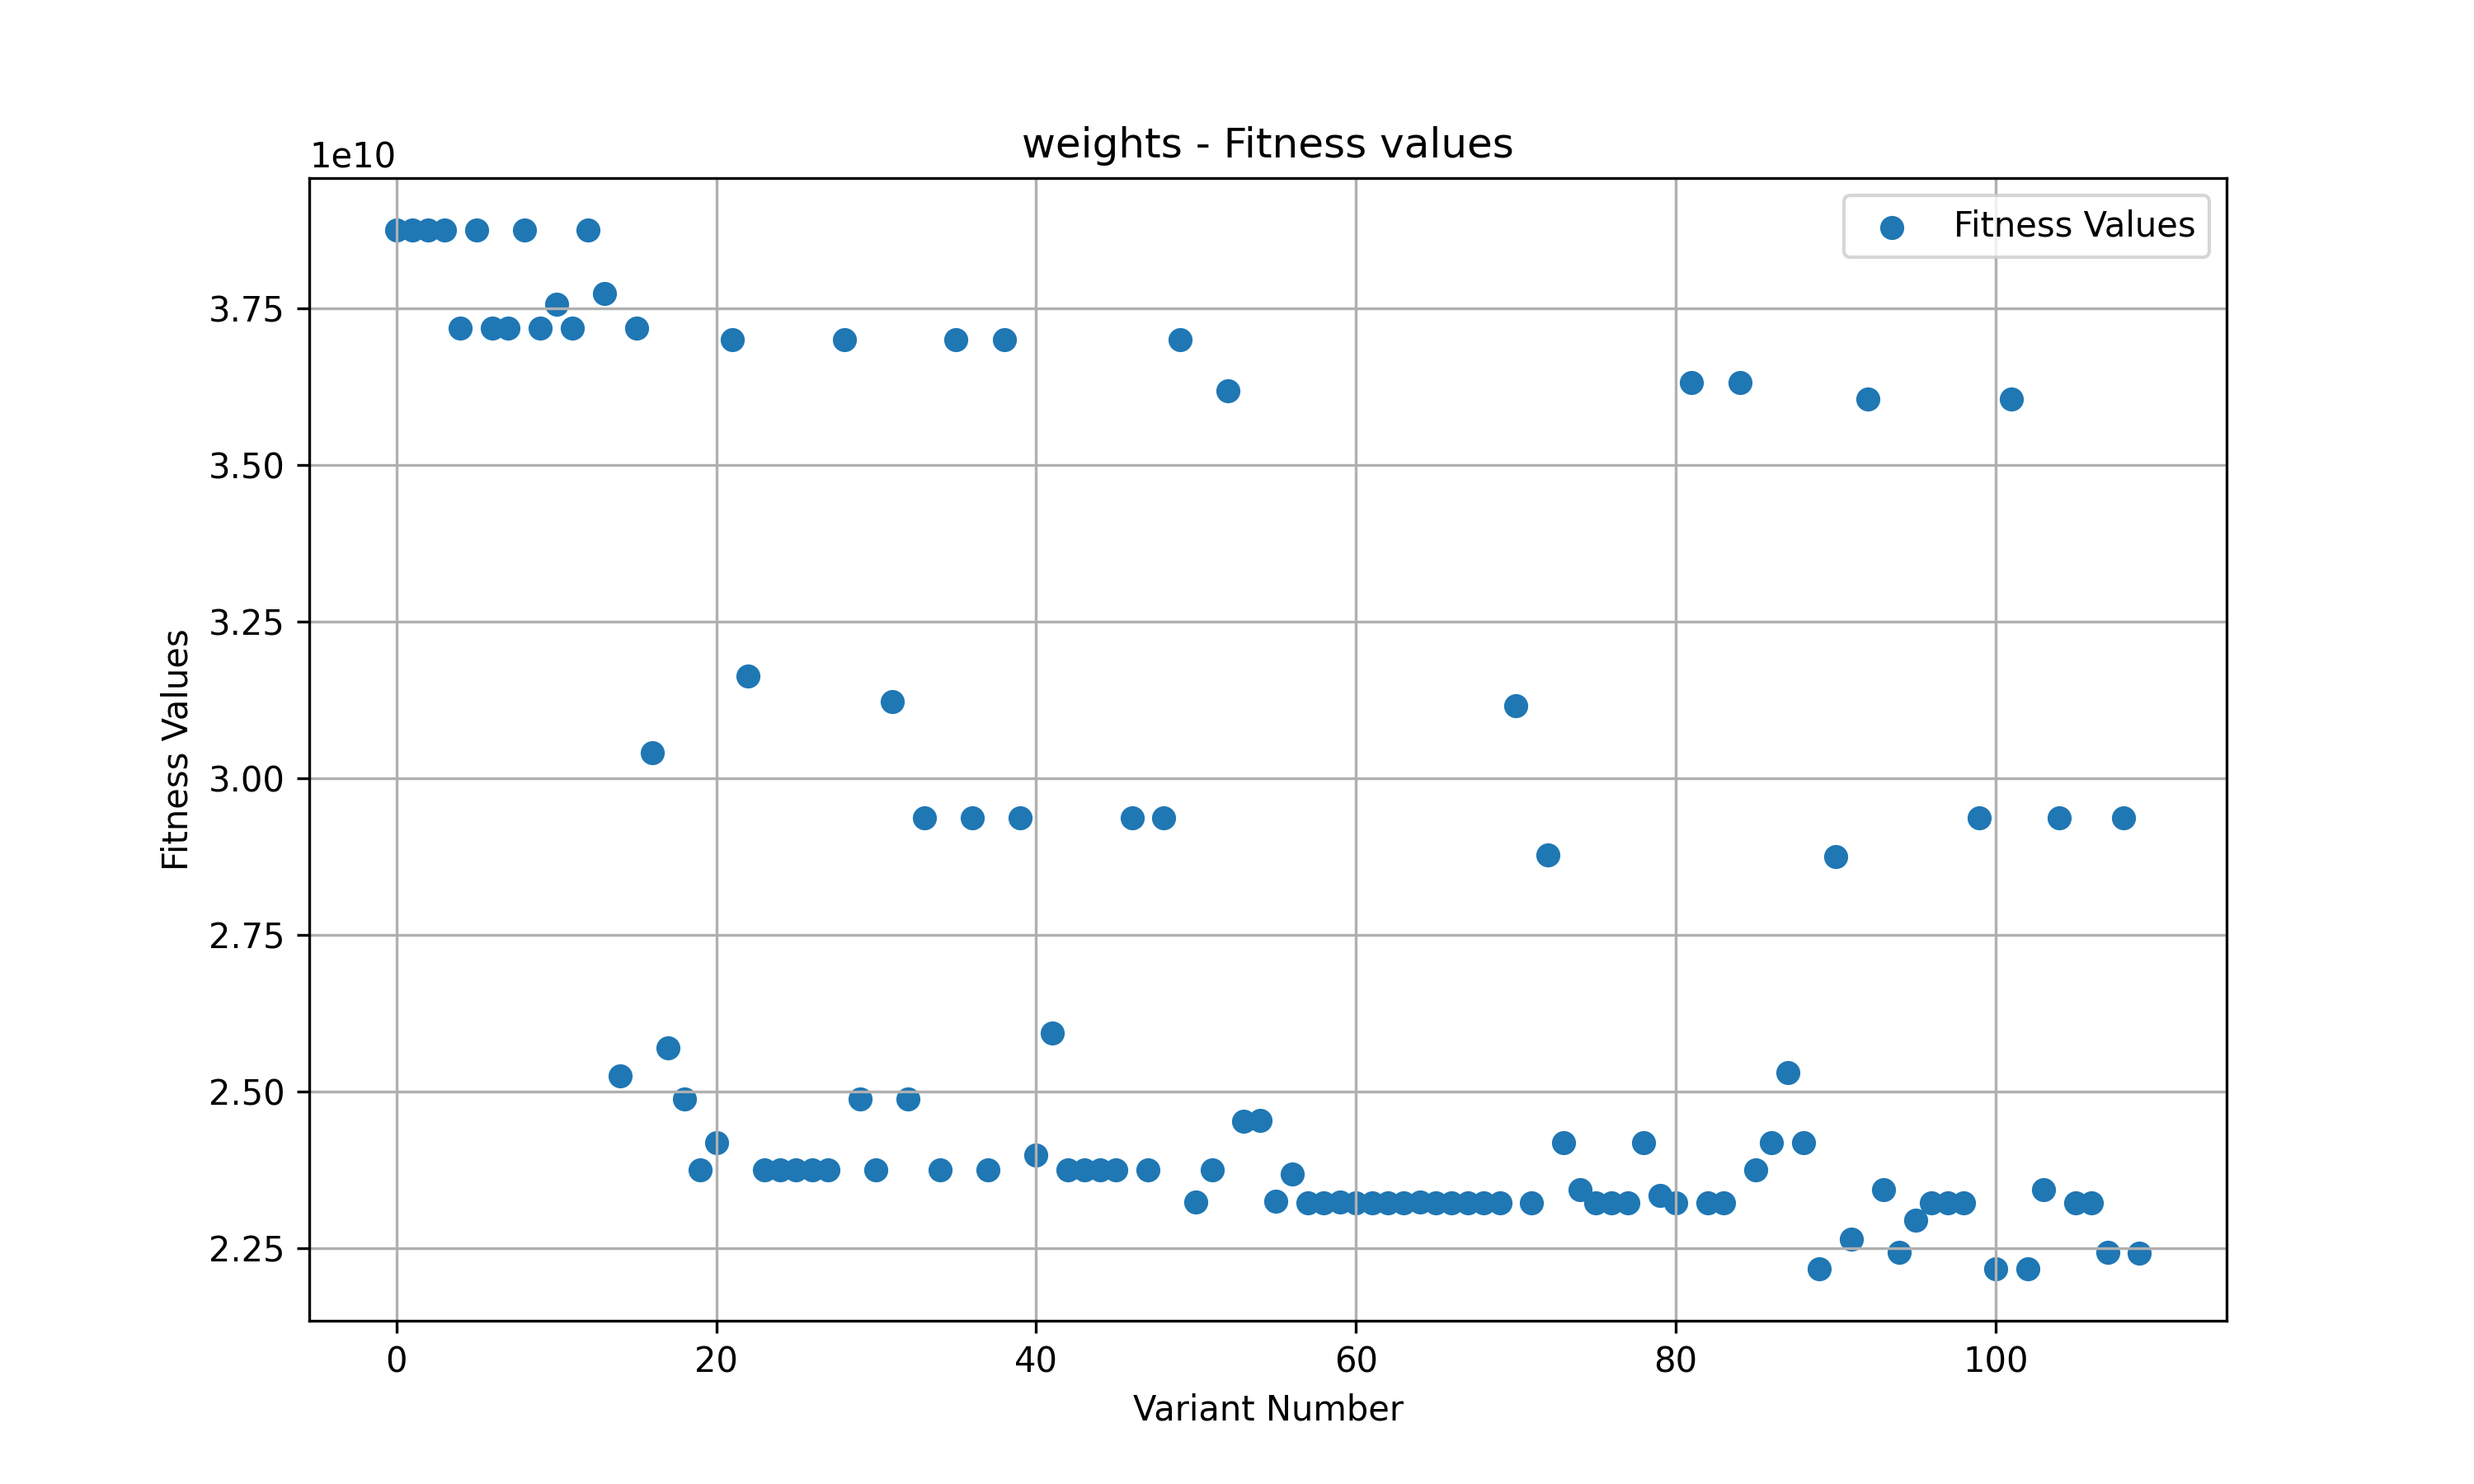 weights - Fitness values
1e10
Fitness Values
3.75
3.50
3.25
3.00
2.75
2.50
2.25
Fitness Values
0 20 40 60 80 100
Variant Number